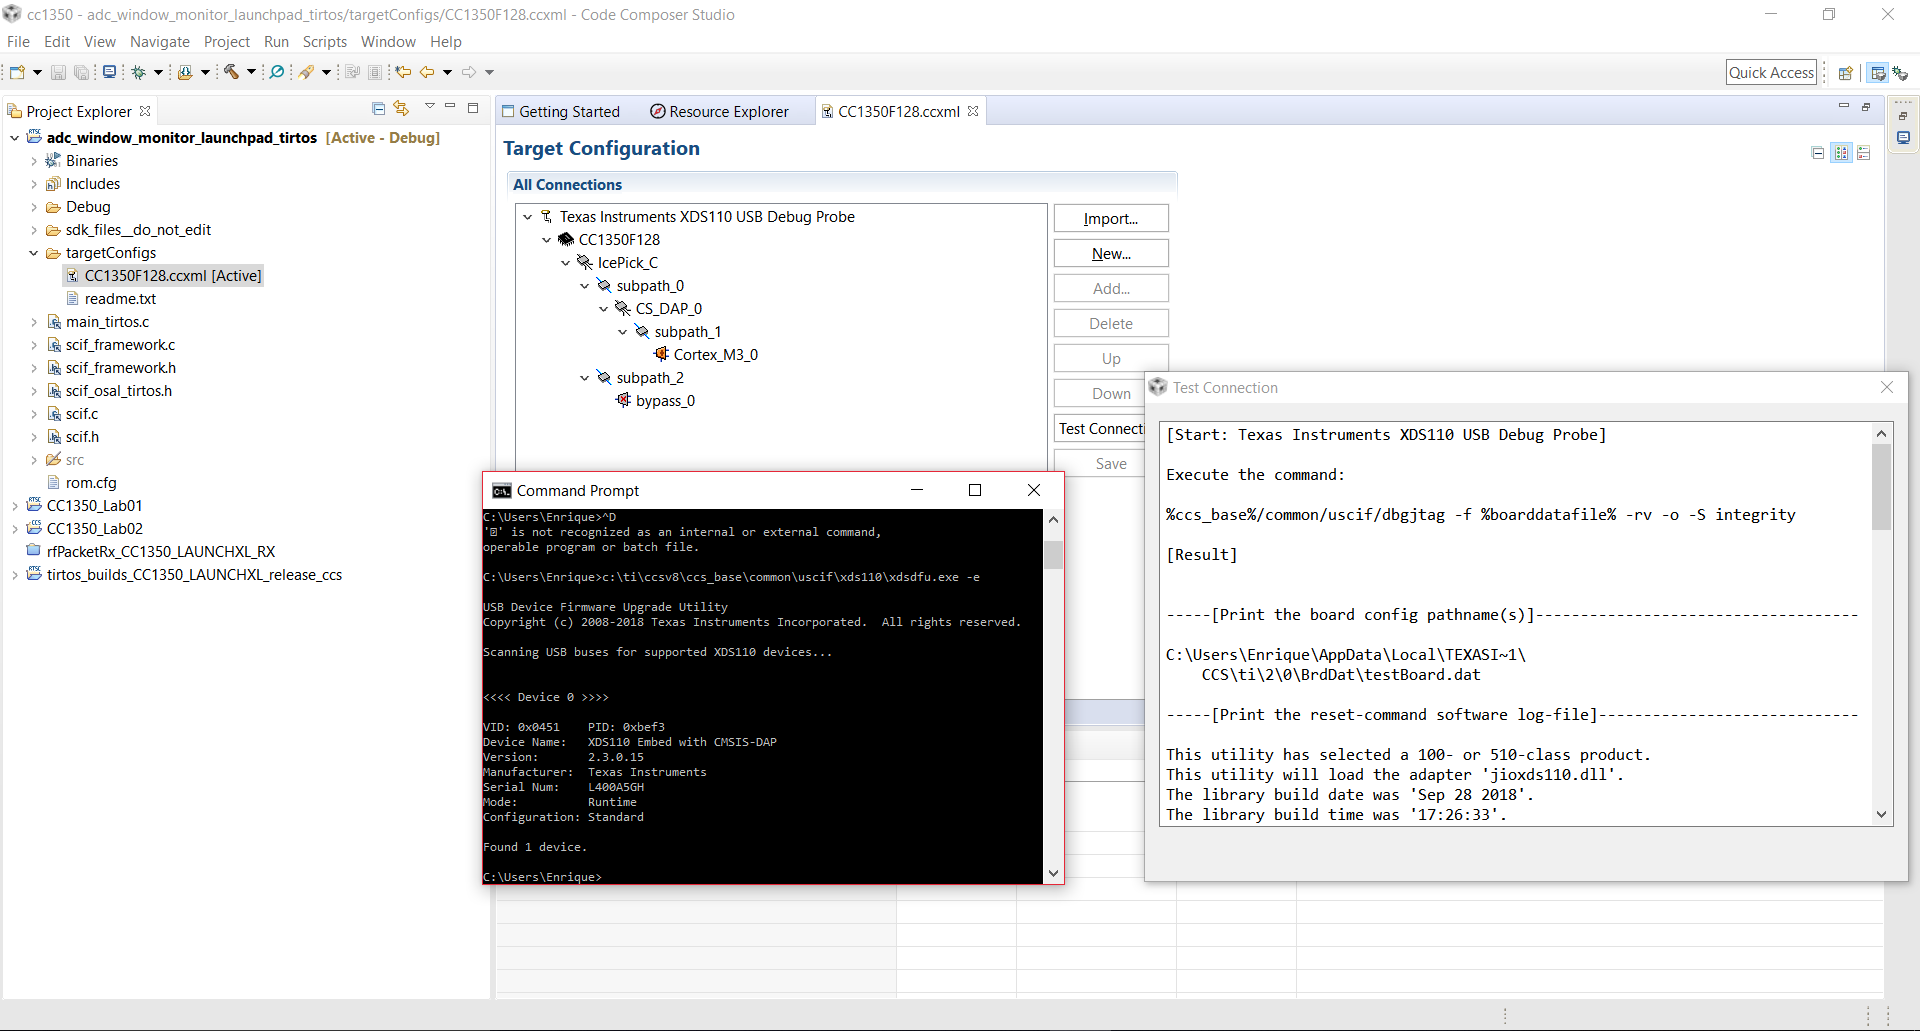 cc1350 - adc_window_monitor_launchpad_tirtos/targetConfigs/CC1350F128.ccxml - Code Composer Studio
File Edit View Navigate Project Run Scripts Window Help
Quick Access
Project Explorer
adc_window_monitor_launchpad_tirtos [Active - Debug]
Binaries
Includes
Debug
sdk_files__do_not_edit
targetConfigs
CC1350F128.ccxml [Active]
readme.txt
main_tirtos.c
scif_framework.c
scif_framework.h
scif_osal_tirtos.h
scif.c
scif.h
src
rom.cfg
CC1350_Lab01
CC1350_Lab02
rfPacketRx_CC1350_LAUNCHXL_RX
tirtos_builds_CC1350_LAUNCHXL_release_ccs
Getting Started Resource Explorer CC1350F128.ccxml
Target Configuration
All Connections
Texas Instruments XDS110 USB Debug Probe
CC1350F128
IcePick_C
subpath_0
CS_DAP_0
subpath_1
Cortex_M3_0
subpath_2
bypass_0
Import...
New...
Add...
Delete
Up
Down
Test Connecti
Save
Command Prompt
C:\Users\Enrique>^D
'⍰' is not recognized as an internal or external command,
operable program or batch file.
C:\Users\Enrique>c:\ti\ccsv8\ccs_base\common\uscif\xds110\xdsdfu.exe -e
USB Device Firmware Upgrade Utility
Copyright (c) 2008-2018 Texas Instruments Incorporated.  All rights reserved.
Scanning USB buses for supported XDS110 devices...
<<<< Device 0 >>>>
VID: 0x0451    PID: 0xbef3
Device Name:   XDS110 Embed with CMSIS-DAP
Version:       2.3.0.15
Manufacturer:  Texas Instruments
Serial Num:    L400A5GH
Mode:          Runtime
Configuration: Standard
Found 1 device.
C:\Users\Enrique>
Test Connection
[Start: Texas Instruments XDS110 USB Debug Probe]
Execute the command:
%ccs_base%/common/uscif/dbgjtag -f %boarddatafile% -rv -o -S integrity
[Result]
-----[Print the board config pathname(s)]------------------------------------
C:\Users\Enrique\AppData\Local\TEXASI~1\
CCS\ti\2\0\BrdDat\testBoard.dat
-----[Print the reset-command software log-file]-----------------------------
This utility has selected a 100- or 510-class product.
This utility will load the adapter 'jioxds110.dll'.
The library build date was 'Sep 28 2018'.
The library build time was '17:26:33'.